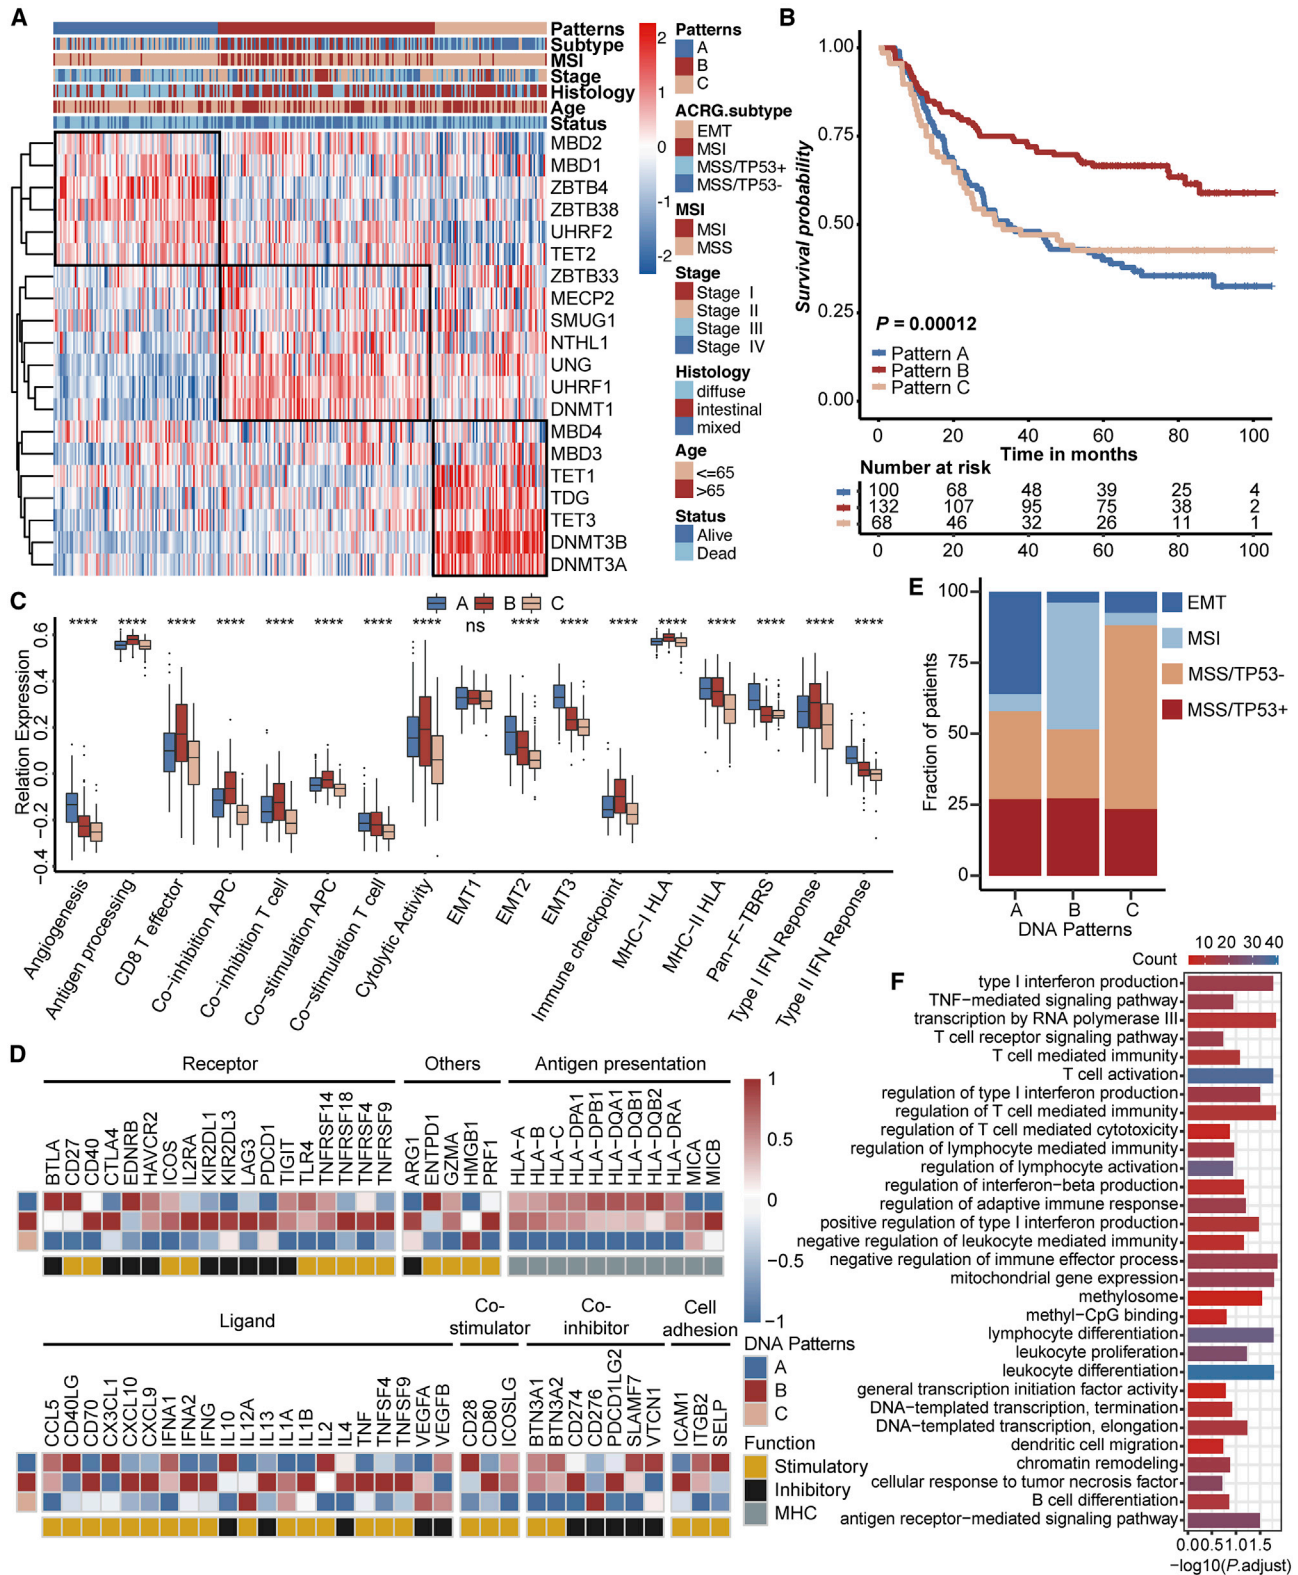 A
Patterns
Subtype
MSI
Stage
Histology
Age
Status
MBD2
MBD1
ZBTB4
ZBTB38
UHRF2
TET2
ZBTB33
MECP2
SMUG1
NTHL1
UNG
UHRF1
DNMT1
MBD4
MBD3
TET1
TDG
TET3
DNMT3B
DNMT3A
2
1
0
-1
-2
Patterns
A
B
C
ACRG.subtype
EMT
MSI
MSS/TP53+
MSS/TP53-
MSI
MSI
MSS
Stage
Stage I
Stage II
Stage III
Stage IV
Histology
diffuse
intestinal
mixed
Age
<=65
>65
Status
Alive
Dead
B
Survival probability
1.00
0.75
0.50
0.25
0.00
P = 0.00012
Pattern A
Pattern B
Pattern C
0 20 40 60 80 100
Time in months
Number at risk
100 68 48 39 25 4
132 107 95 75 38 2
68 46 32 26 11 1
0 20 40 60 80 100
C
A B C
**** **** **** **** **** **** **** **** ns **** **** **** **** **** **** **** ****
Relation Expression
0.6
0.4
0.2
0.0
−0.2
−0.4
Angiogenesis
Antigen processing
CD8 T effector
Co−inhibition APC
Co−inhibition T cell
Co−stimulation APC
Co−stimulation T cell
Cytolytic Activity
EMT1
EMT2
EMT3
Immune checkpoint
MHC−I HLA
MHC−II HLA
Pan−F−TBRS
Type I IFN Reponse
Type II IFN Reponse
E
Fraction of patients
100
75
50
25
0
A B C
DNA Patterns
EMT
MSI
MSS/TP53-
MSS/TP53+
D
Receptor
Others
Antigen presentation
BTLA
CD27
CD40
CTLA4
EDNRB
HAVCR2
ICOS
IL2RA
KIR2DL1
KIR2DL3
LAG3
PDCD1
TIGIT
TLR4
TNFRSF14
TNFRSF18
TNFRSF4
TNFRSF9
ARG1
ENTPD1
GZMA
HMGB1
PRF1
HLA−A
HLA−B
HLA−C
HLA−DPA1
HLA−DPB1
HLA−DQA1
HLA−DQB1
HLA−DQB2
HLA−DRA
MICA
MICB
1
0.5
0
−0.5
−1
Ligand
Co-
stimulator
Co-
inhibitor
Cell
adhesion
CCL5
CD40LG
CD70
CX3CL1
CXCL10
CXCL9
IFNA1
IFNA2
IFNG
IL10
IL12A
IL13
IL1A
IL1B
IL2
IL4
TNF
TNFSF4
TNFSF9
VEGFA
VEGFB
CD28
CD80
ICOSLG
BTN3A1
BTN3A2
CD274
CD276
PDCD1LG2
SLAMF7
VTCN1
ICAM1
ITGB2
SELP
DNA Patterns
A
B
C
Function
Stimulatory
Inhibitory
MHC
F
Count
10 20 30 40
type I interferon production
TNF−mediated signaling pathway
transcription by RNA polymerase III
T cell receptor signaling pathway
T cell mediated immunity
T cell activation
regulation of type I interferon production
regulation of T cell mediated immunity
regulation of T cell mediated cytotoxicity
regulation of lymphocyte mediated immunity
regulation of lymphocyte activation
regulation of interferon−beta production
regulation of adaptive immune response
positive regulation of type I interferon production
negative regulation of leukocyte mediated immunity
negative regulation of immune effector process
mitochondrial gene expression
methylosome
methyl−CpG binding
lymphocyte differentiation
leukocyte proliferation
leukocyte differentiation
general transcription initiation factor activity
DNA−templated transcription, termination
DNA−templated transcription, elongation
dendritic cell migration
chromatin remodeling
cellular response to tumor necrosis factor
B cell differentiation
antigen receptor−mediated signaling pathway
0.00.51.01.5
−log10(P.adjust)